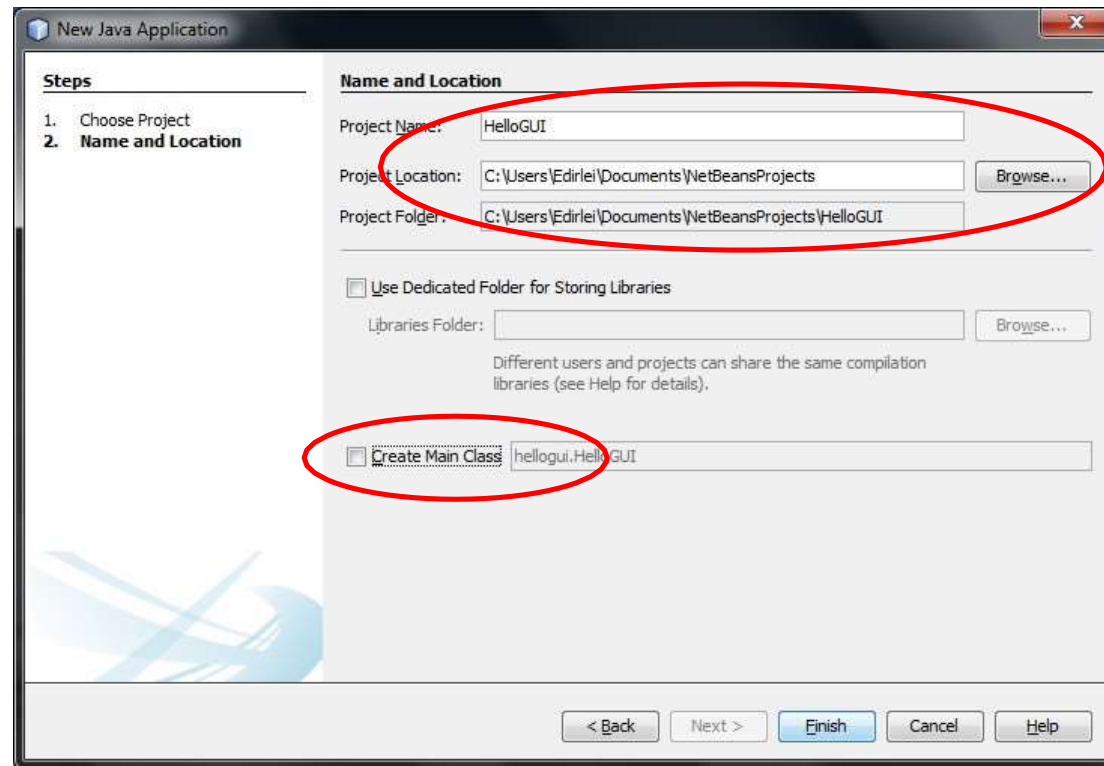 New Java Application
Steps
1. Choose Project
2. Name and Location
Name and Location
Project Name: HelloGUI
Project Location: C:\Users\Edirlei\Documents\NetBeansProjects Browse...
Project Folder: C:\Users\Edirlei\Documents\NetBeansProjects\HelloGUI
Use Dedicated Folder for Storing Libraries
Libraries Folder: Browse...
Different users and projects can share the same compilation
libraries (see Help for details).
Create Main Class hellogui.HelloGUI
< Back Next > Finish Cancel Help